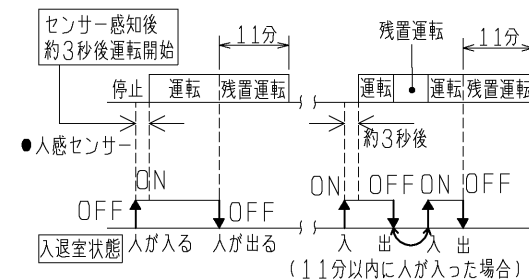 センサー感知後
約3秒後運転開始
11分
残置運転
11分
停止 運転 残置運転
運転 運転 残置運転
●人感センサー
約3秒後
ON
OFF
OFF
ON OFF ON OFF
入退室状態 人が入る 人が出る
入 出 入 出
(11分以内に人が入った場合)